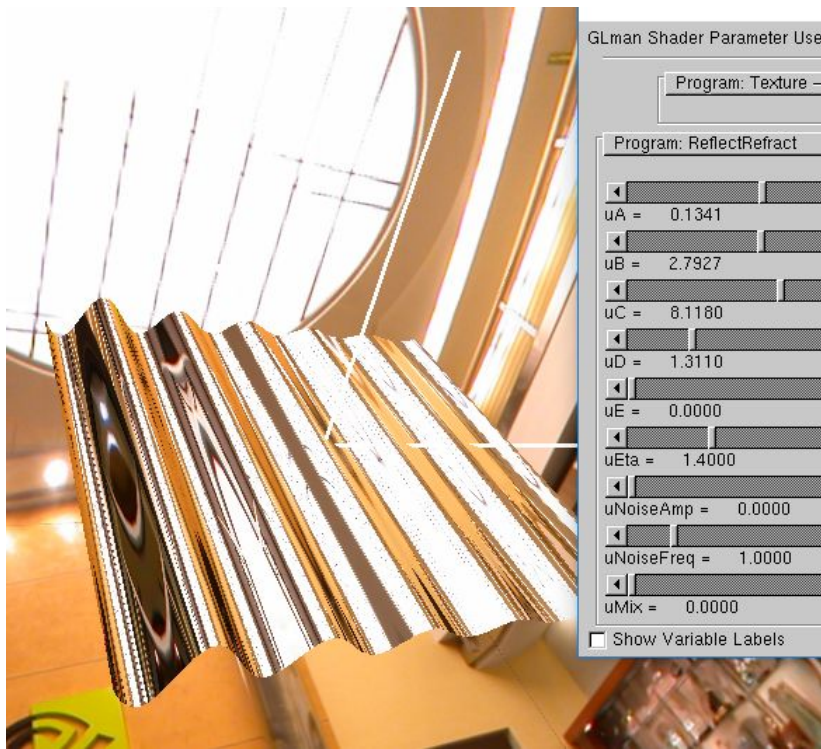 GLman Shader Parameter Use
Program: Texture –
Program: ReflectRefract
uA = 0.1341
uB = 2.7927
uC = 8.1180
uD = 1.3110
uE = 0.0000
uEta = 1.4000
uNoiseAmp = 0.0000
uNoiseFreq = 1.0000
uMix = 0.0000
Show Variable Labels